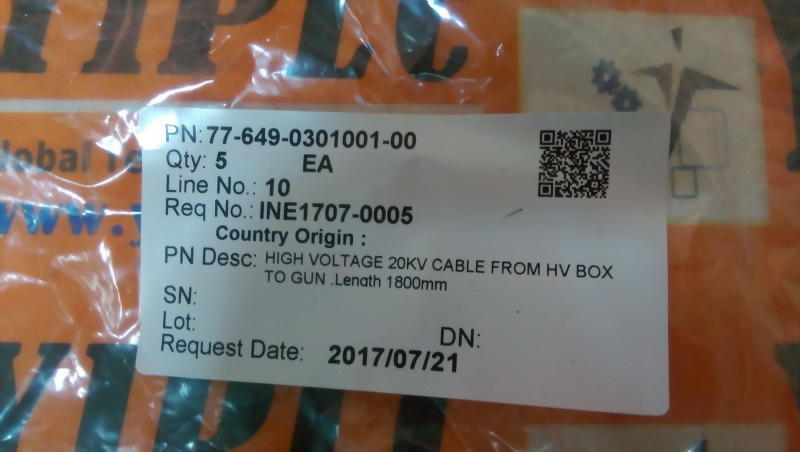 PN: 77-649-0301001-00
Qty: 5 EA
Line No.: 10
Req No.: INE1707-0005
Country Origin :
PN Desc: HIGH VOLTAGE 20KV CABLE FROM HV BOX
TO GUN .Lenath 1800mm
SN:
Lot:
DN:
Request Date: 2017/07/21